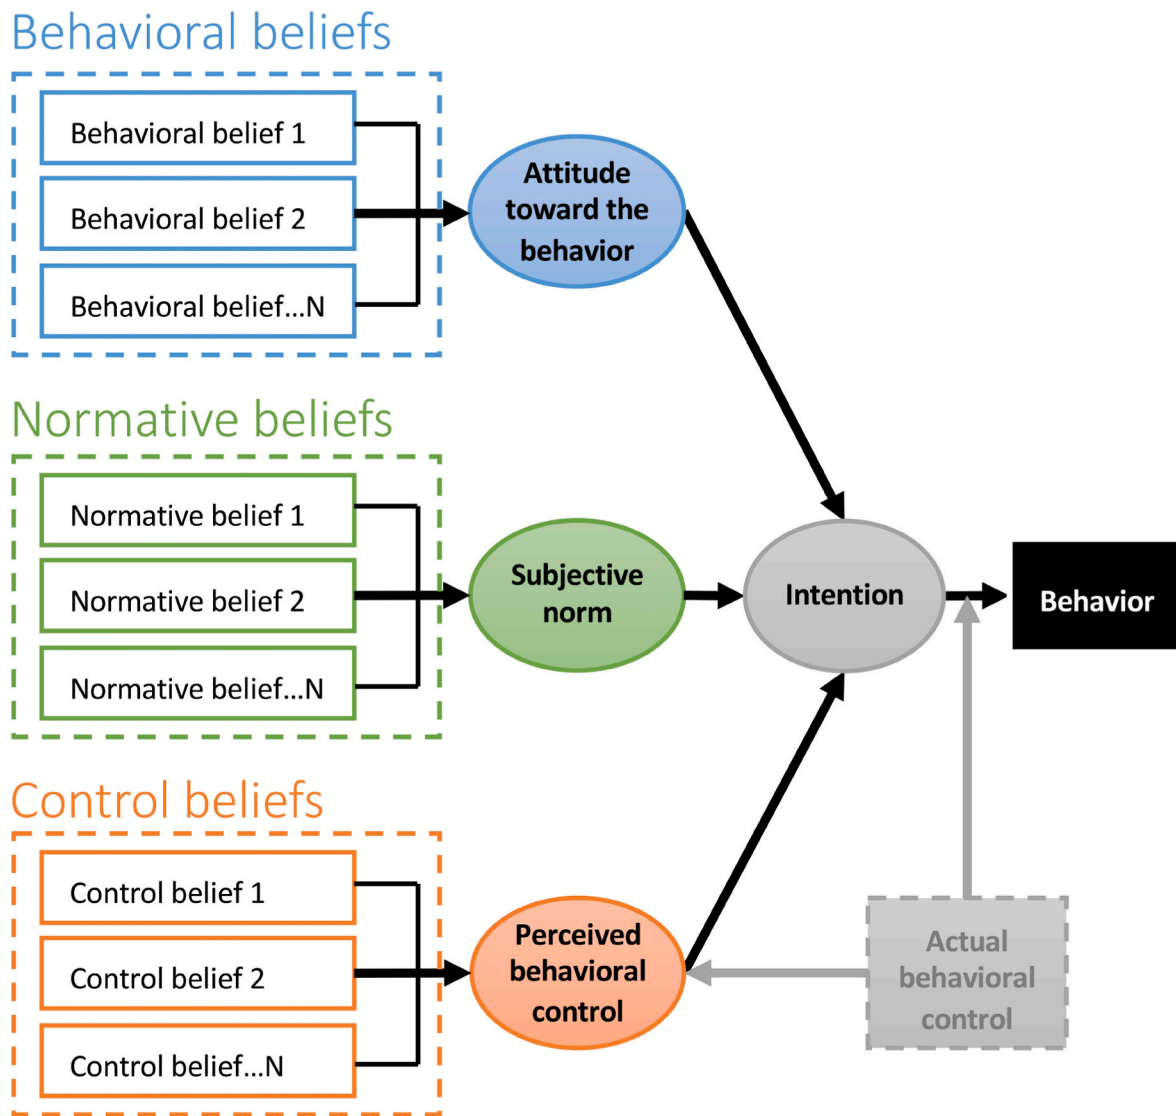 Behavioral beliefs
Behavioral belief 1
Behavioral belief 2
Behavioral belief...N
Attitude
toward the
behavior
Normative beliefs
Normative belief 1
Normative belief 2
Normative belief...N
Subjective
norm
Intention
Behavior
Control beliefs
Control belief 1
Control belief 2
Control belief...N
Perceived
behavioral
control
Actual
behavioral
control